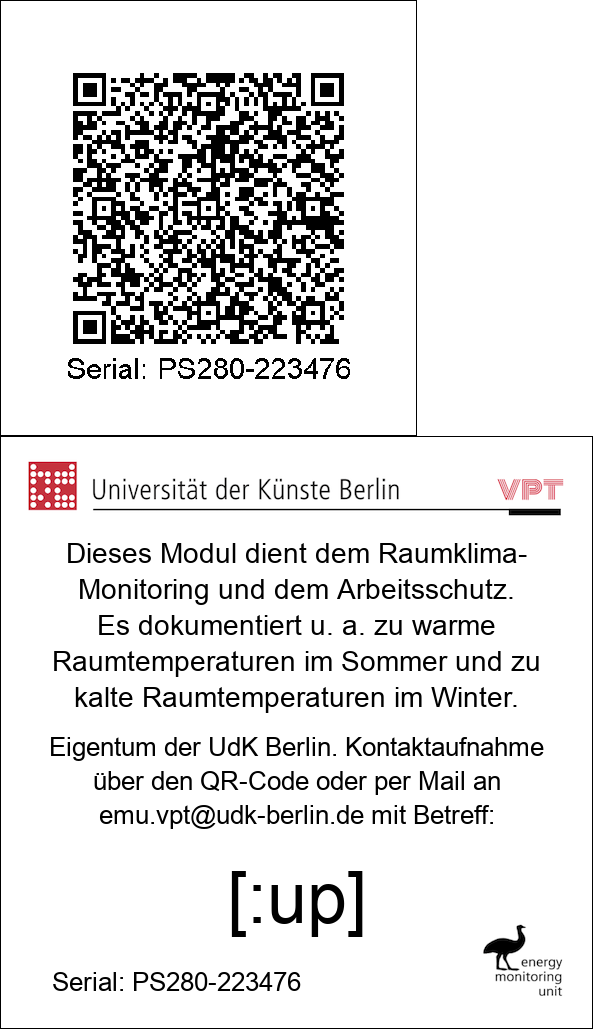 Serial: PS280-223476
Universität der Künste Berlin
VPT
Dieses Modul dient dem Raumklima-
Monitoring und dem Arbeitsschutz.
Es dokumentiert u. a. zu warme
Raumtemperaturen im Sommer und zu
kalte Raumtemperaturen im Winter.
Eigentum der UdK Berlin. Kontaktaufnahme
über den QR-Code oder per Mail an
emu.vpt@udk-berlin.de mit Betreff:
[:up]
Serial: PS280-223476
energy
monitoring
unit